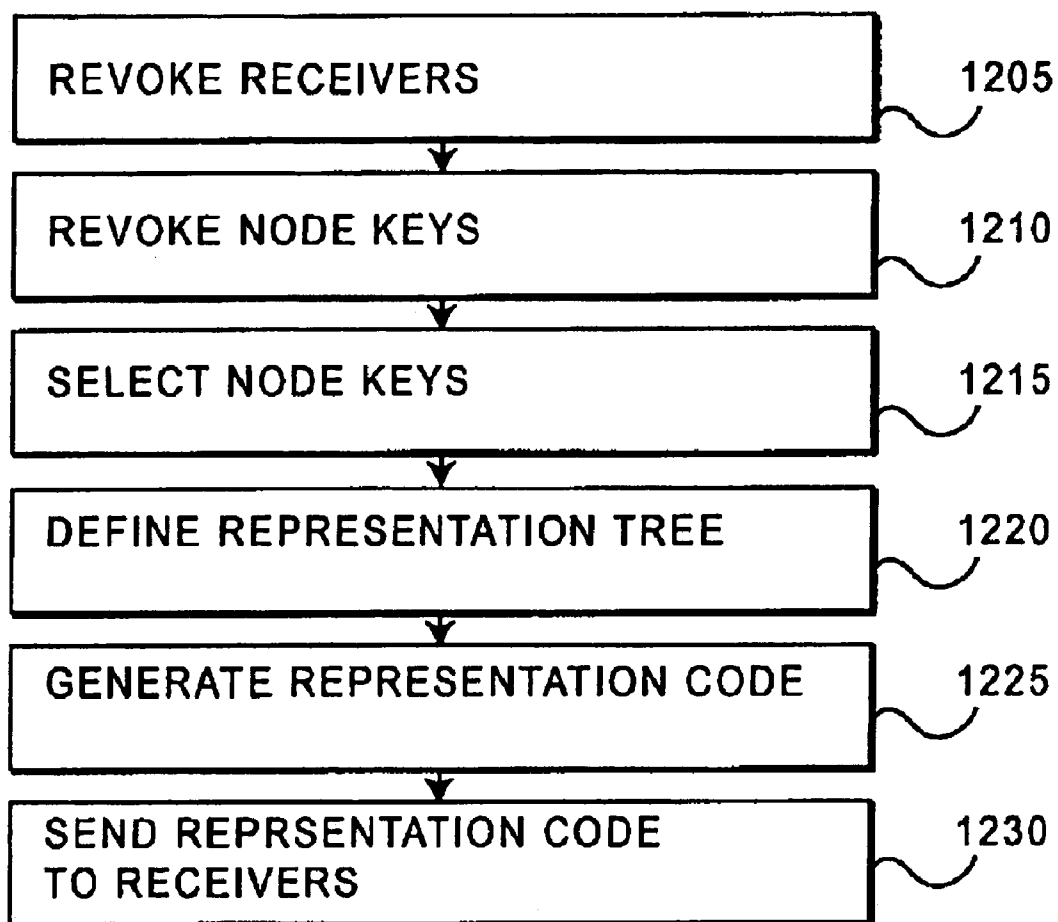 REVOKE RECEIVERS
1205
REVOKE NODE KEYS
1210
SELECT NODE KEYS
1215
DEFINE REPRESENTATION TREE
1220
GENERATE REPRESENTATION CODE
1225
SEND REPRSENTATION CODE
TO RECEIVERS
1230